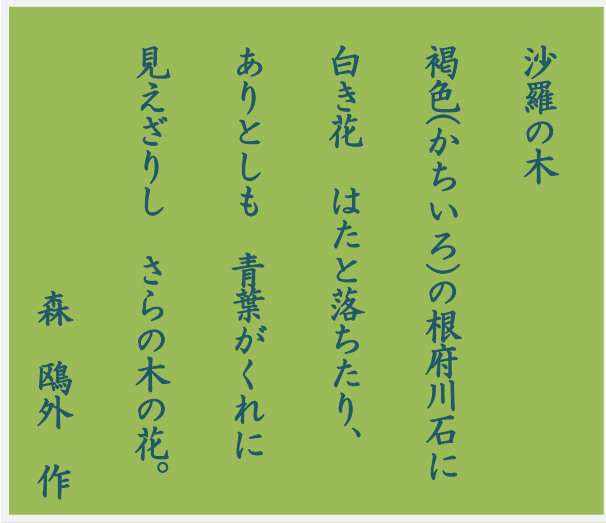 沙羅の木
褐色(かちいろ)の根府川石に
白き花　はたと落ちたり、
ありとしも　青葉がくれに
見えざりし　さらの木の花。
森　鴎外　作